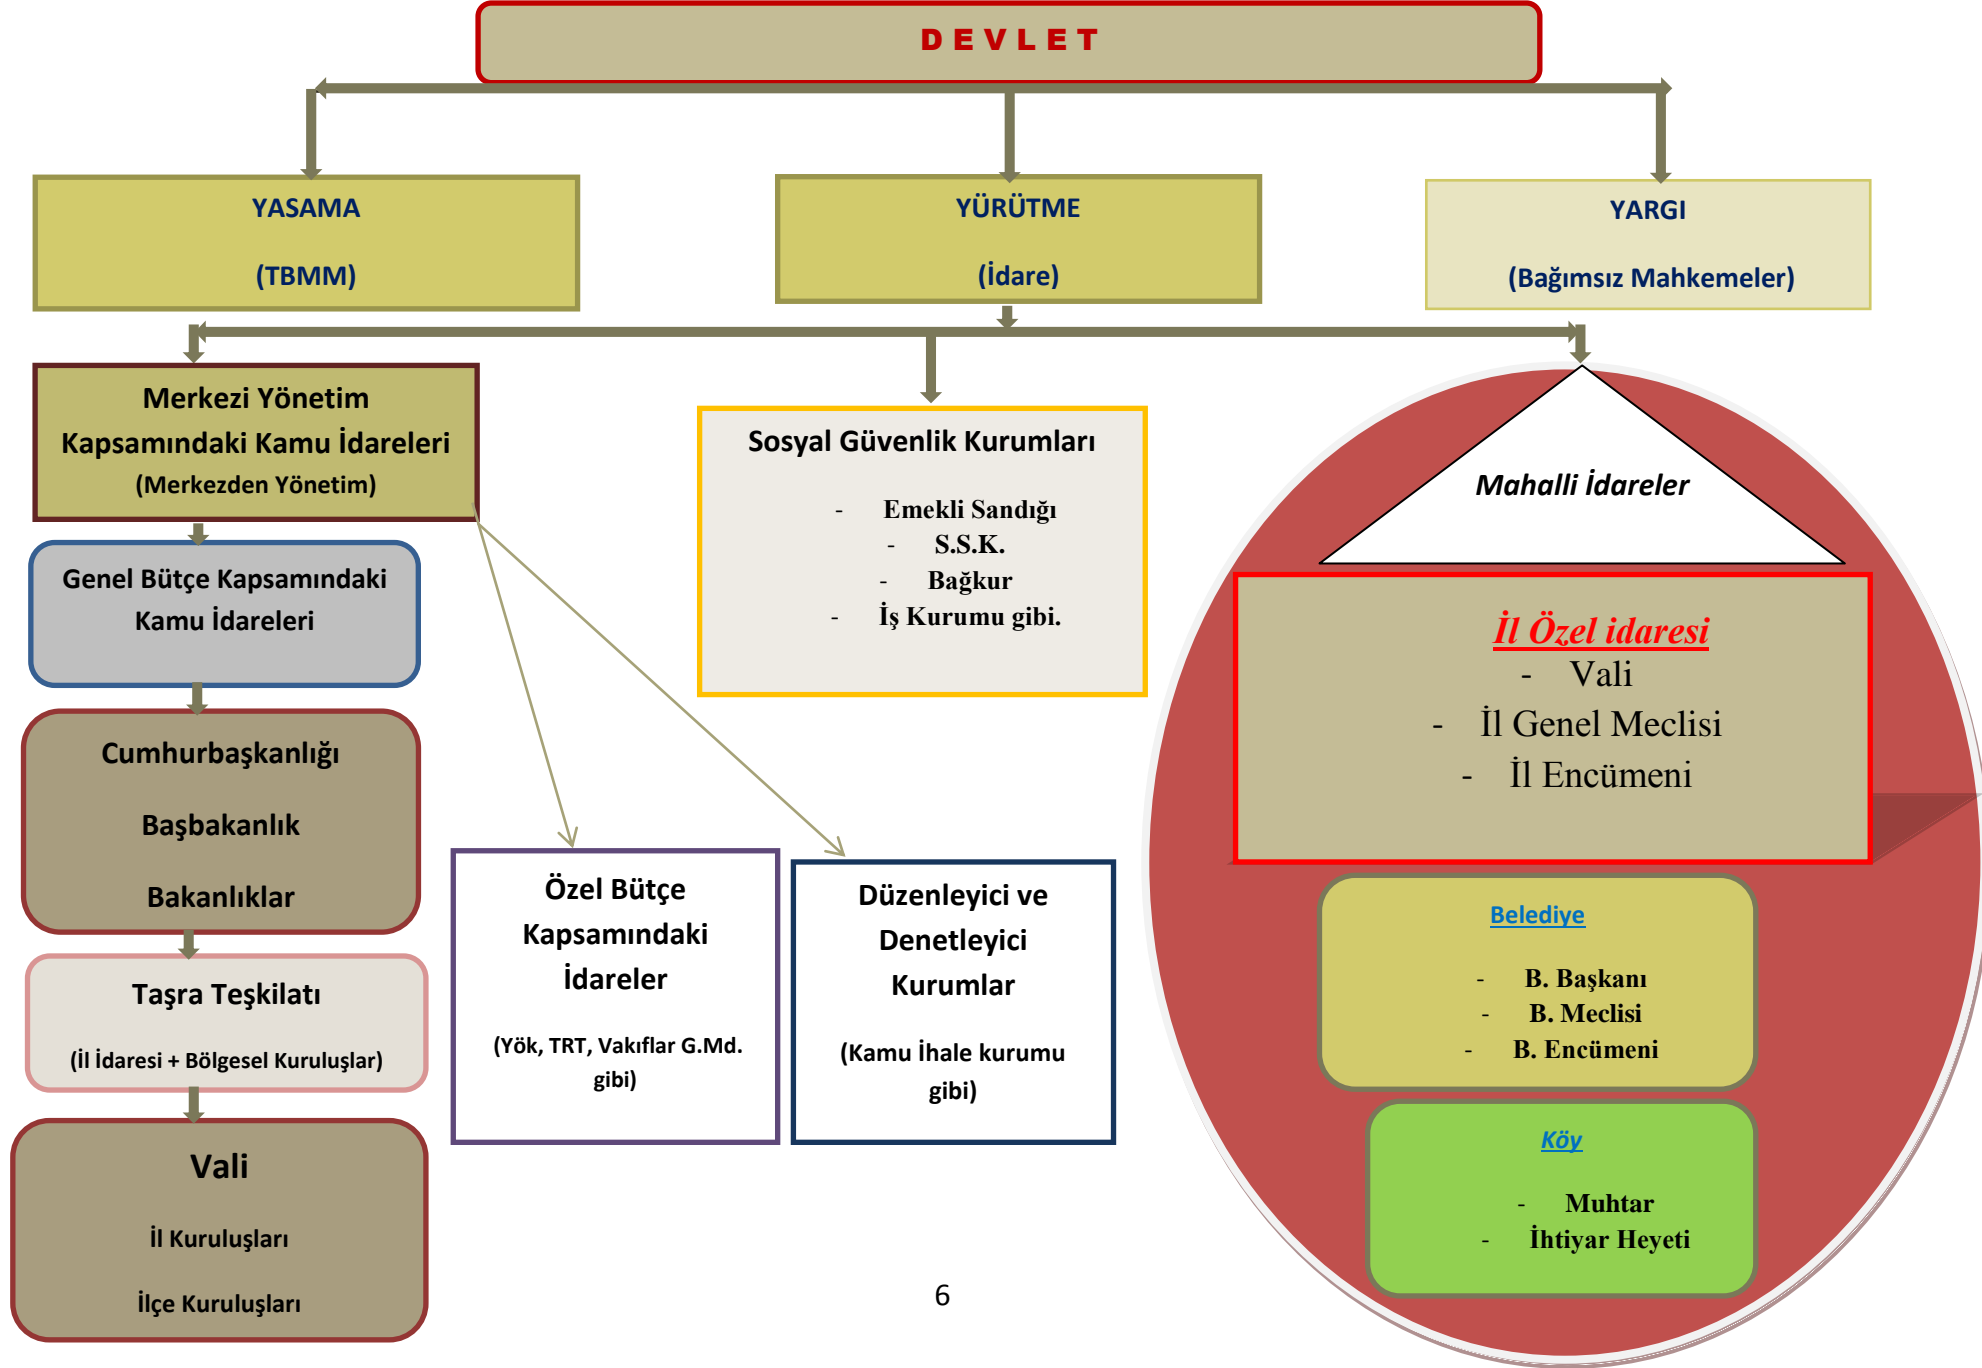 D E V L E T
YASAMA
(TBMM)
YÜRÜTME
(İdare)
YARGI
(Bağımsız Mahkemeler)
Merkezi Yönetim
Kapsamındaki Kamu İdareleri
(Merkezden Yönetim)
Genel Bütçe Kapsamındaki
Kamu İdareleri
Cumhurbaşkanlığı
Başbakanlık
Bakanlıklar
Taşra Teşkilatı
(İl İdaresi + Bölgesel Kuruluşlar)
Vali
İl Kuruluşları
İlçe Kuruluşları
Sosyal Güvenlik Kurumları
- Emekli Sandığı
- S.S.K.
- Bağkur
- İş Kurumu gibi.
Özel Bütçe
Kapsamındaki
İdareler
(Yök, TRT, Vakıflar G.Md.
gibi)
Düzenleyici ve
Denetleyici
Kurumlar
(Kamu İhale kurumu
gibi)
Mahalli İdareler
İl Özel idaresi
- Vali
- İl Genel Meclisi
- İl Encümeni
Belediye
- B. Başkanı
- B. Meclisi
- B. Encümeni
Köy
- Muhtar
- İhtiyar Heyeti
6